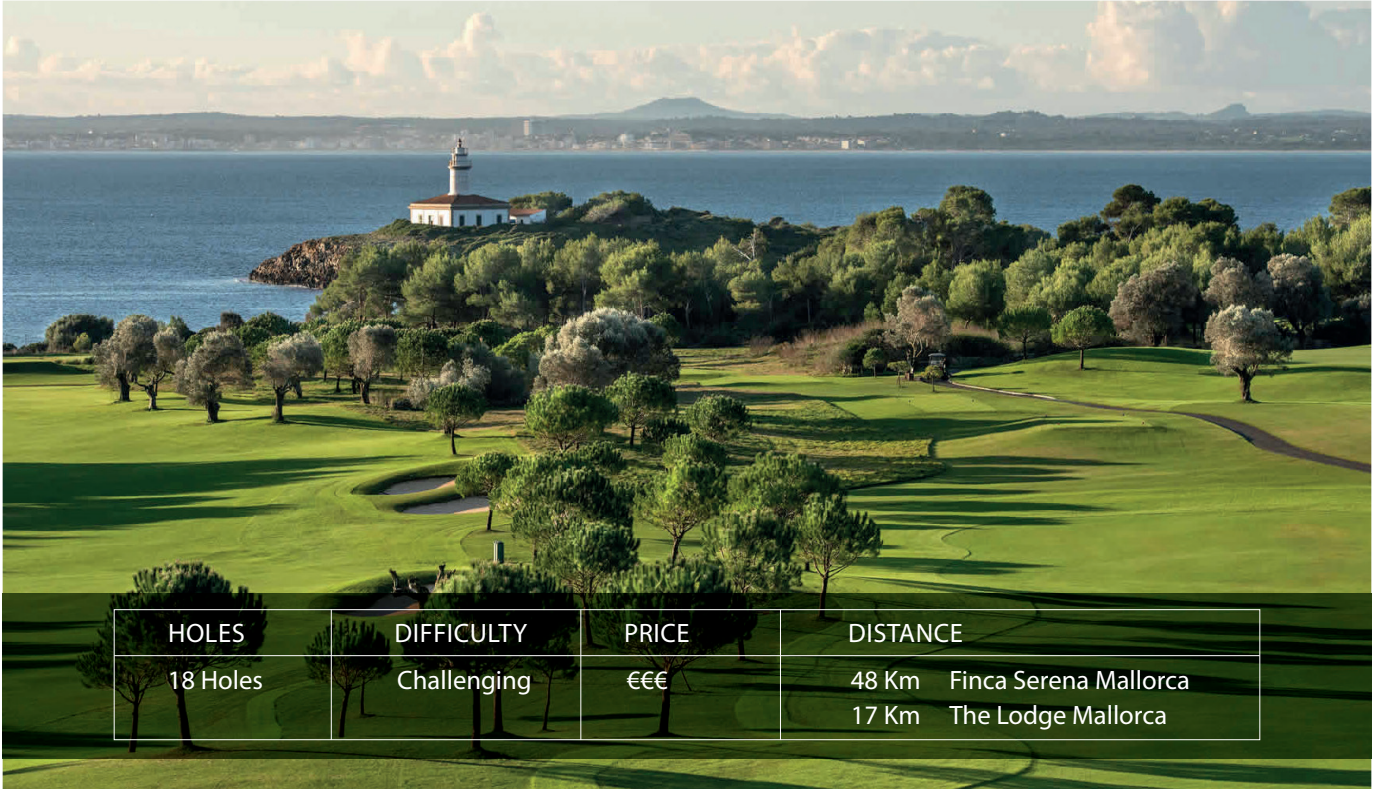 HOLES DIFFICULTY PRICE DISTANCE
18 Holes Challenging €€€ 48 Km Finca Serena Mallorca
17 Km The Lodge Mallorca